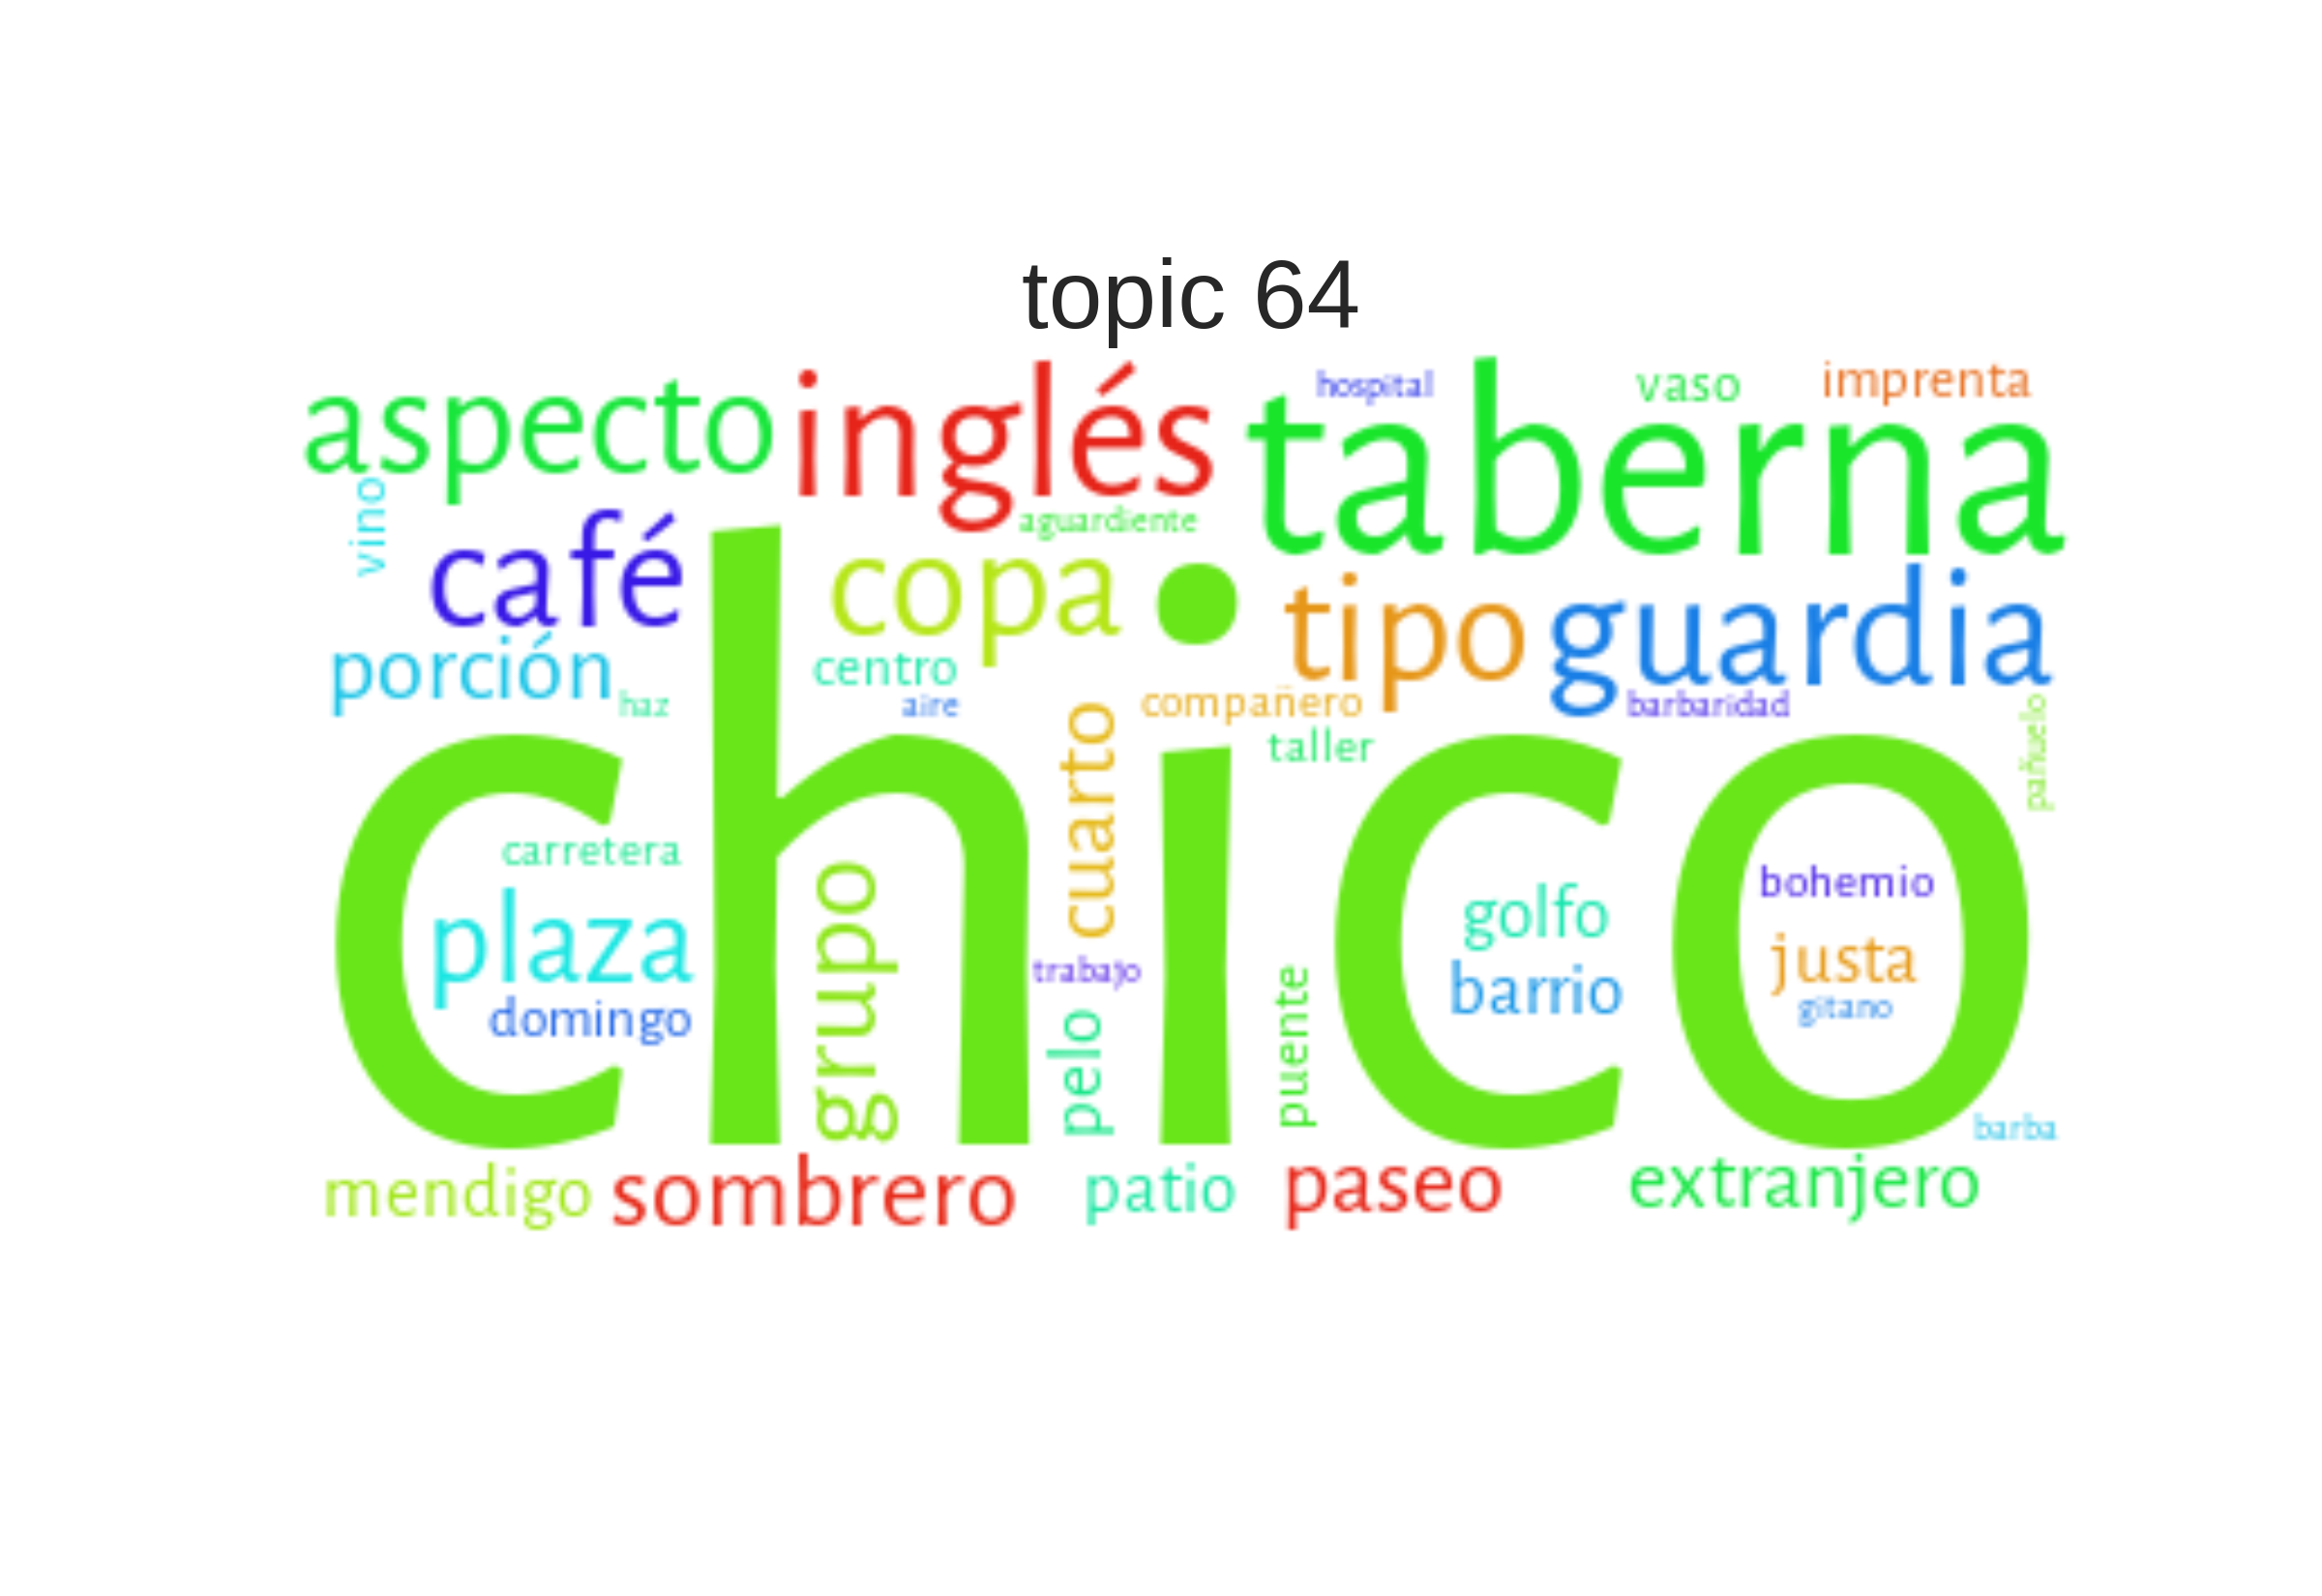 topic 64
aspecto
inglés
taberna
hospital
vaso
imprenta
vino
café
aguardiente
copa
tipo
guardia
porción
haz
centro
aire
compañero
barbaridad
pañuelo
taller
cuarto
chico
carretera
plaza
domingo
grupo
trabajo
pelo
puente
golfo
barrio
bohemio
justa
gitano
barba
mendigo
sombrero
patio
paseo
extranjero